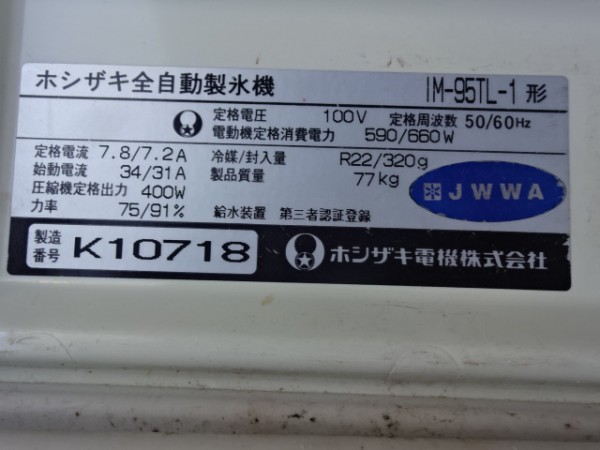 ホシザキ全自動製氷機 IM-95TL-1 形
定格電圧 100V 定格周波数 50/60Hz
電動機定格消費電力 590/660W
定格電流 7.8/7.2A 冷媒/封入量 R22/320g
始動電流 34/31A 製品質量 77kg
圧縮機定格出力 400W
力率 75/91% 給水装置 第三者認証登録
JWWA
製造番号 K10718 ホシザキ電機株式会社